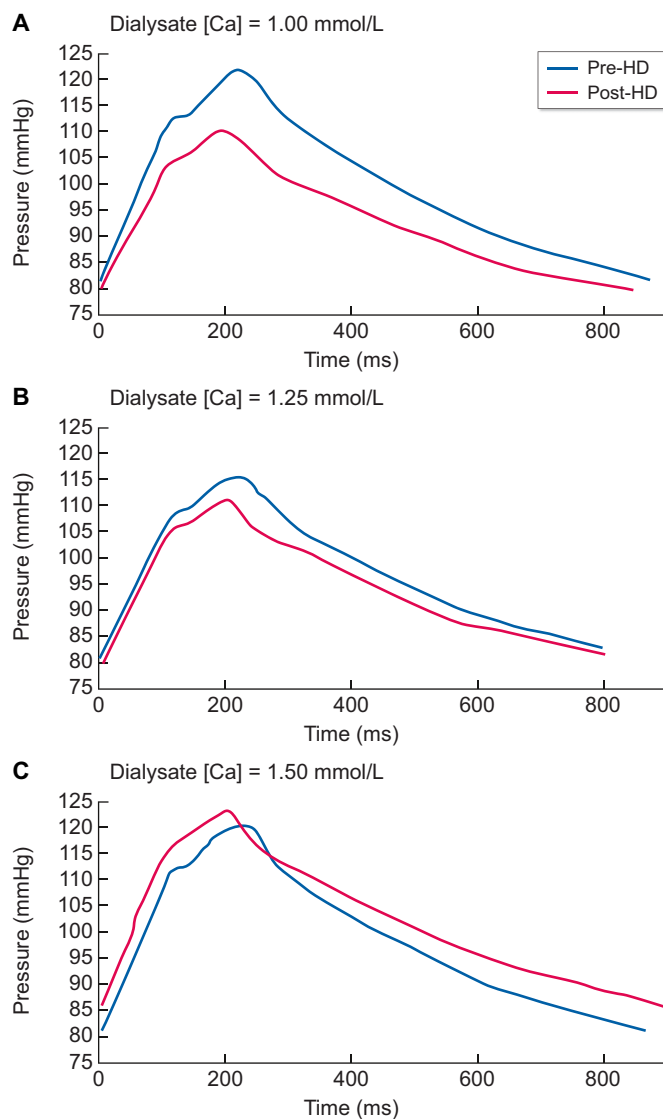 A Dialysate [Ca] = 1.00 mmol/L
125
120
115
110
105
100
95
90
85
80
75
Pressure (mmHg)
Pre-HD
Post-HD
0 200 400 600 800
Time (ms)
B Dialysate [Ca] = 1.25 mmol/L
125
120
115
110
105
100
95
90
85
80
75
Pressure (mmHg)
0 200 400 600 800
Time (ms)
C Dialysate [Ca] = 1.50 mmol/L
125
120
115
110
105
100
95
90
85
80
75
Pressure (mmHg)
0 200 400 600 800
Time (ms)